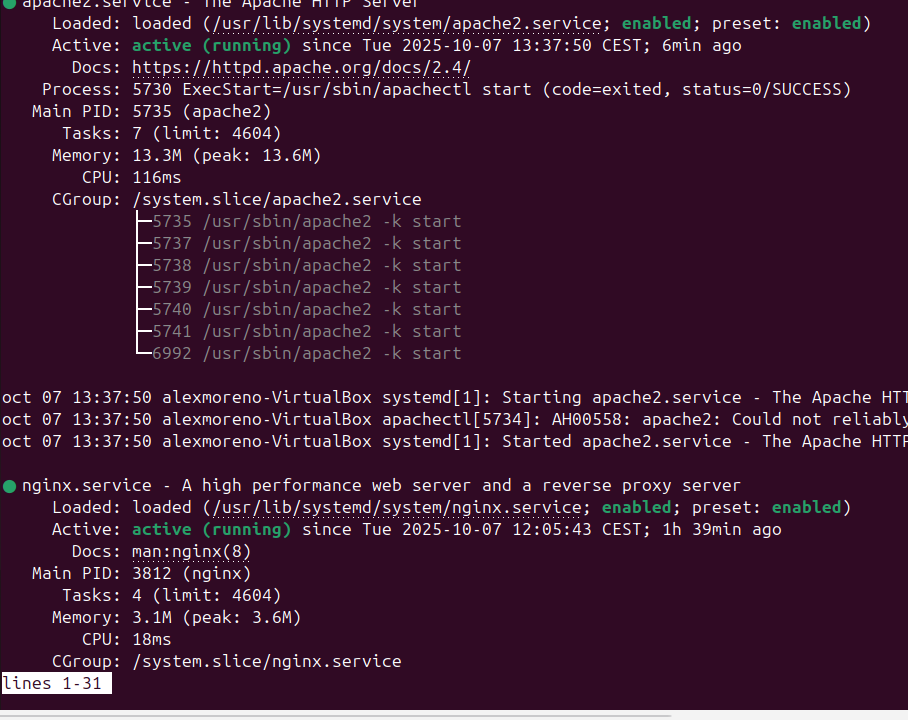 apache2.service - The Apache HTTP Server
Loaded: loaded (/usr/lib/systemd/system/apache2.service; enabled; preset: enabled)
Active: active (running) since Tue 2025-10-07 13:37:50 CEST; 6min ago
Docs: https://httpd.apache.org/docs/2.4/
Process: 5730 ExecStart=/usr/sbin/apachectl start (code=exited, status=0/SUCCESS)
Main PID: 5735 (apache2)
Tasks: 7 (limit: 4604)
Memory: 13.3M (peak: 13.6M)
CPU: 116ms
CGroup: /system.slice/apache2.service
├─5735 /usr/sbin/apache2 -k start
├─5737 /usr/sbin/apache2 -k start
├─5738 /usr/sbin/apache2 -k start
├─5739 /usr/sbin/apache2 -k start
├─5740 /usr/sbin/apache2 -k start
├─5741 /usr/sbin/apache2 -k start
└─6992 /usr/sbin/apache2 -k start
oct 07 13:37:50 alexmoreno-VirtualBox systemd[1]: Starting apache2.service - The Apache HTT
oct 07 13:37:50 alexmoreno-VirtualBox apachectl[5734]: AH00558: apache2: Could not reliably
oct 07 13:37:50 alexmoreno-VirtualBox systemd[1]: Started apache2.service - The Apache HTTP
● nginx.service - A high performance web server and a reverse proxy server
Loaded: loaded (/usr/lib/systemd/system/nginx.service; enabled; preset: enabled)
Active: active (running) since Tue 2025-10-07 12:05:43 CEST; 1h 39min ago
Docs: man:nginx(8)
Main PID: 3812 (nginx)
Tasks: 4 (limit: 4604)
Memory: 3.1M (peak: 3.6M)
CPU: 18ms
CGroup: /system.slice/nginx.service
lines 1-31